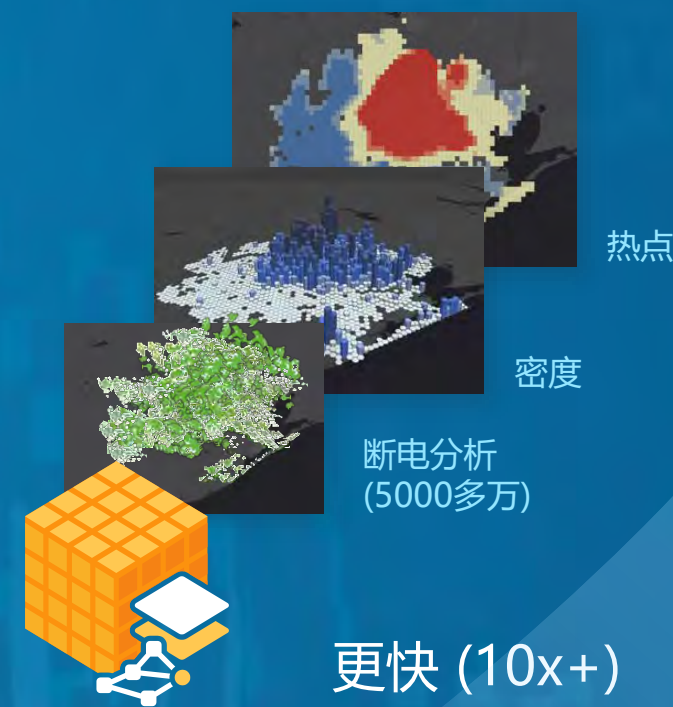 热点
密度
断电分析
(5000多万)
更快 (10x+)